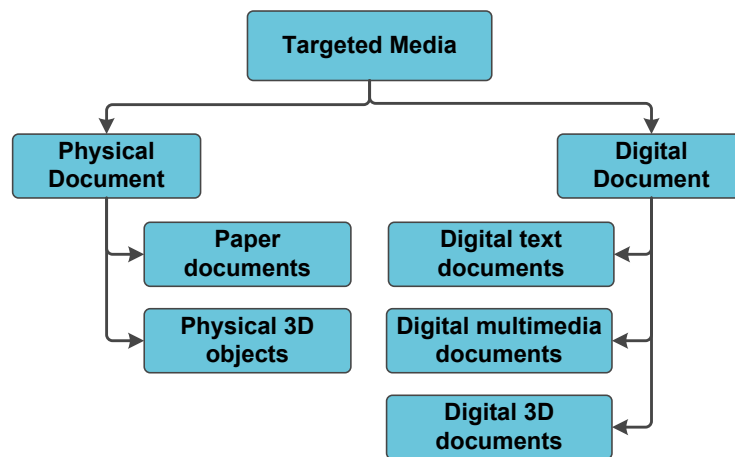 Targeted Media
Physical
Document
Digital
Document
Paper
documents
Digital text
documents
Physical 3D
objects
Digital multimedia
documents
Digital 3D
documents